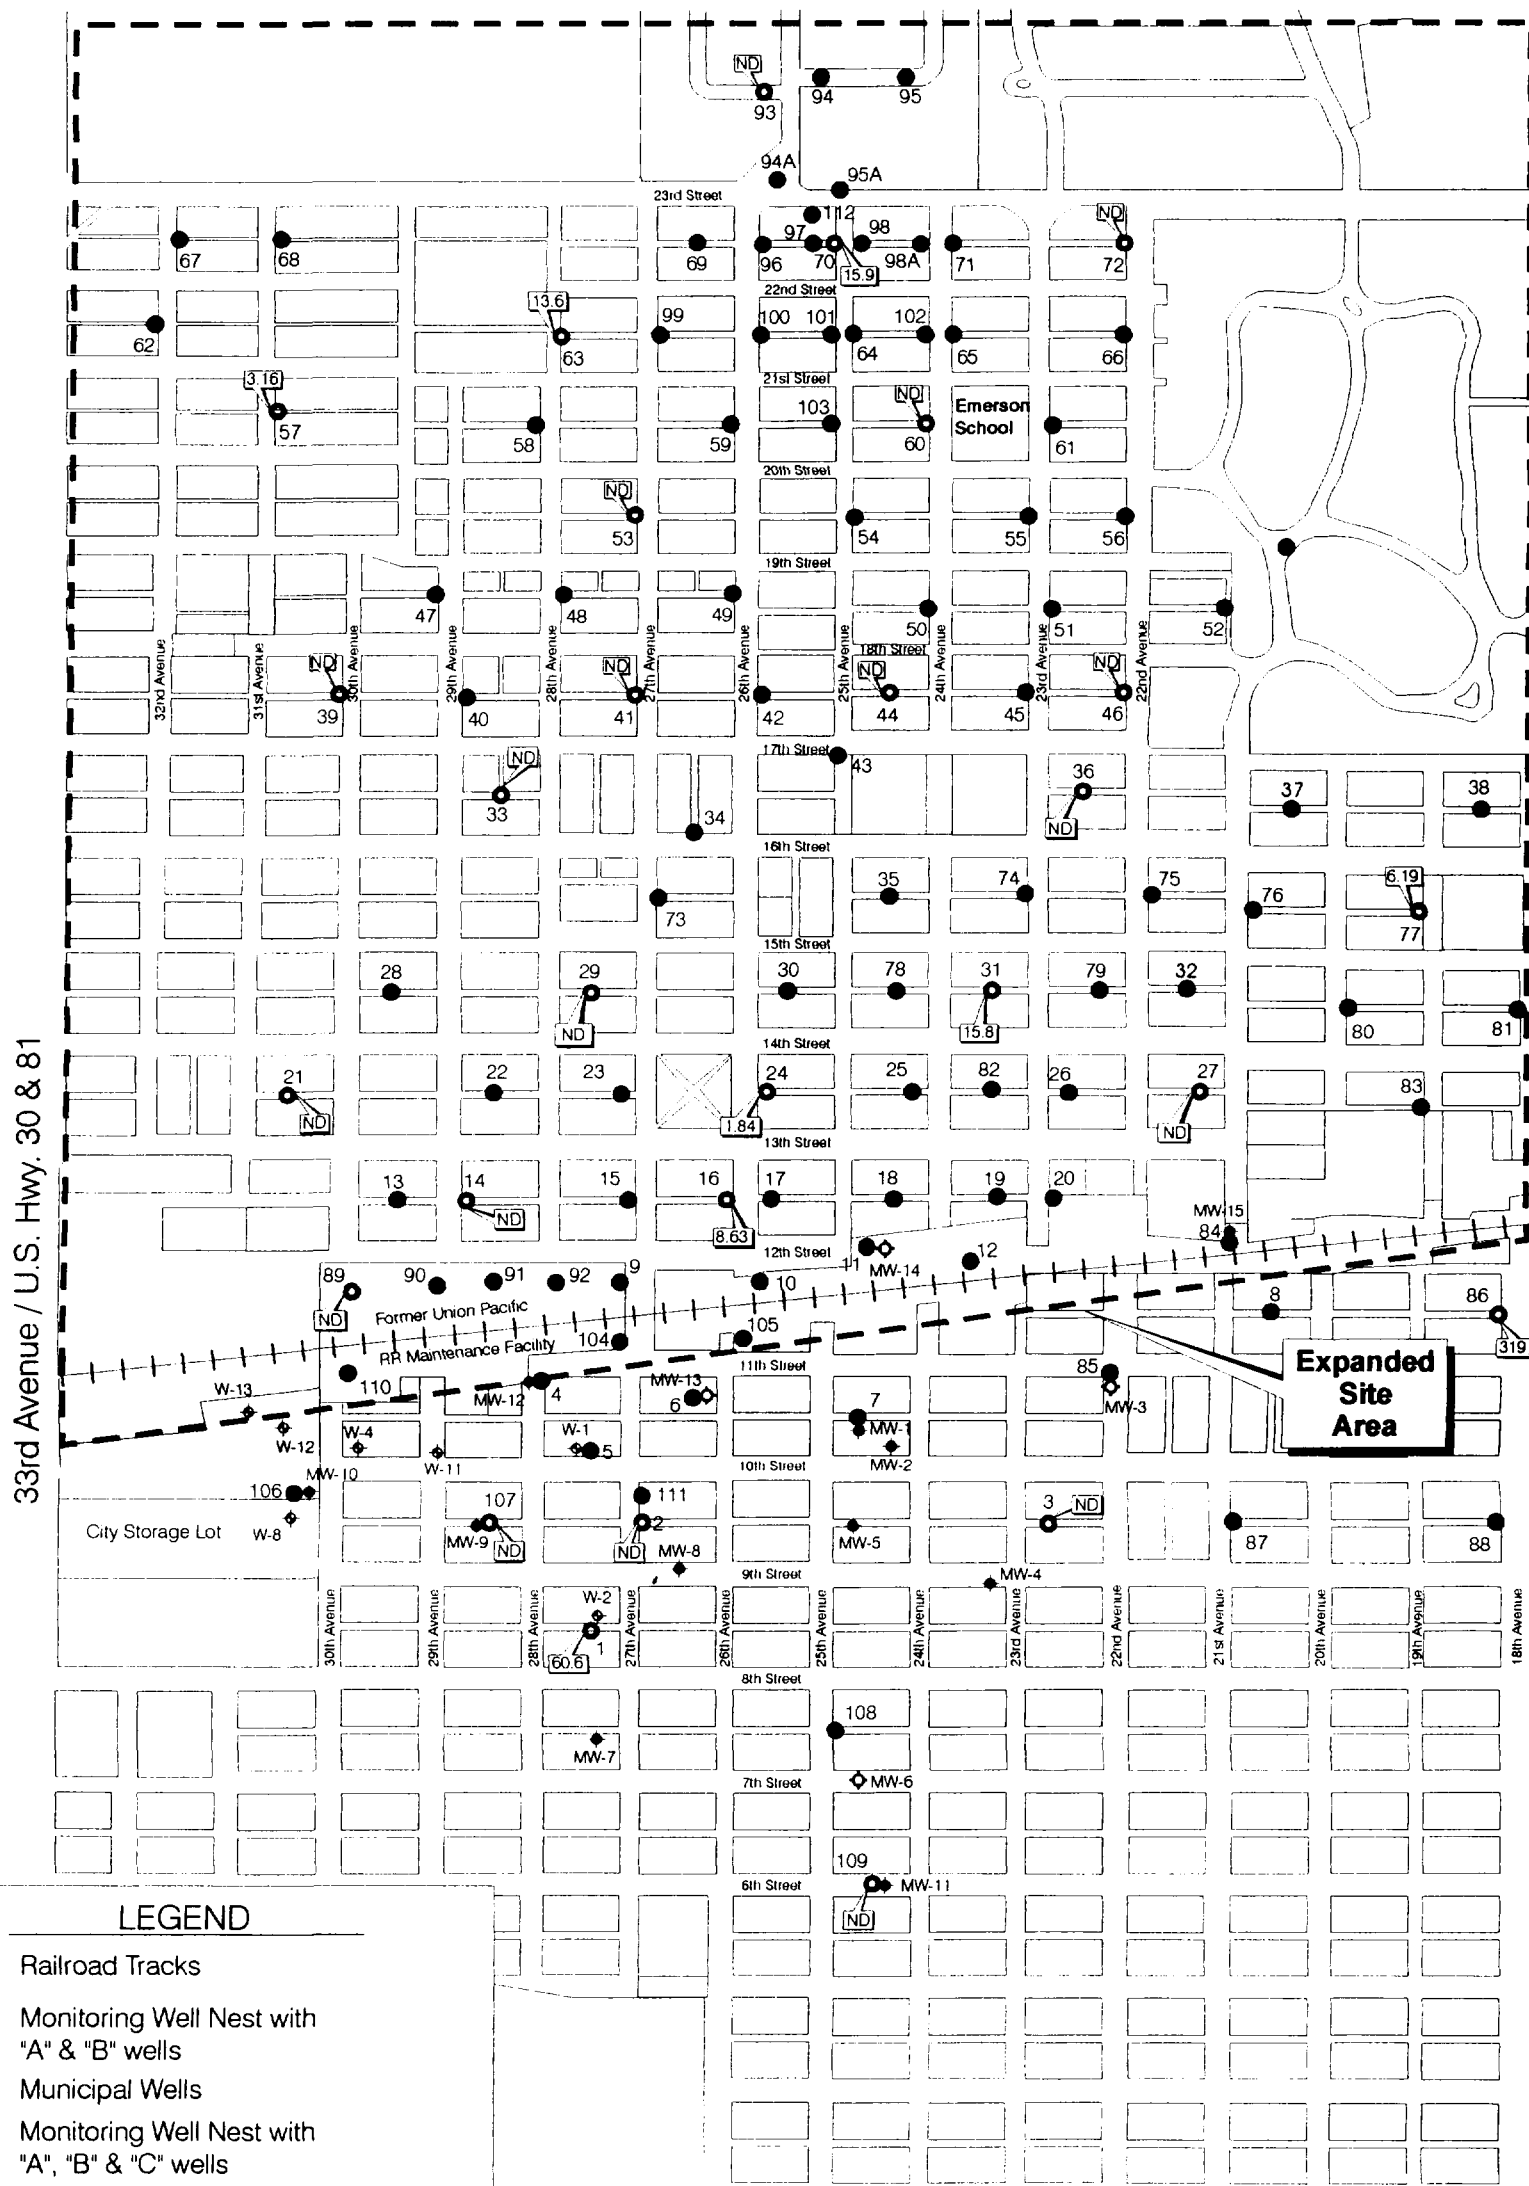 ND
94
95
93
94A
95A
23rd Street
112
ND
67
68
69
96
97
70
98
98A
71
72
15.9
22nd Street
13.6
62
63
99
100
101
64
102
65
66
3.16
21st Street
57
58
59
103
ND
60
Emerson
School
61
20th Street
ND
53
54
55
56
19th Street
47
48
49
50
51
52
18th Street
32nd Avenue
31st Avenue
30th Avenue
29th Avenue
28th Avenue
27th Avenue
26th Avenue
25th Avenue
24th Avenue
23rd Avenue
22nd Avenue
ND
39
40
ND
41
42
ND
44
45
ND
46
17th Street
43
ND
33
34
36
ND
37
38
16th Street
73
35
74
75
76
6.19
77
15th Street
28
29
ND
30
78
31
15.8
79
32
80
81
14th Street
21
ND
22
23
24
1.84
25
82
26
27
ND
83
13th Street
13
14
ND
15
16
8.63
17
18
19
20
MW-15
84
12th Street
11
MW-14
12
89
ND
90
91
92
9
10
8
86
319
Former Union Pacific
RR Maintenance Facility
104
105
11th Street
110
W-13
W-12
W-4
W-11
MW-12
4
W-1
5
MW-13
6
7
MW-1
MW-2
85
MW-3
Expanded
Site
Area
10th Street
33rd Avenue / U.S. Hwy. 30 & 81
106
MW-10
City Storage Lot
W-8
107
MW-9
ND
111
2
ND
MW-8
MW-5
3
ND
87
88
9th Street
MW-4
W-2
1
60.6
30th Avenue
29th Avenue
28th Avenue
27th Avenue
26th Avenue
25th Avenue
24th Avenue
23rd Avenue
22nd Avenue
21st Avenue
20th Avenue
19th Avenue
18th Avenue
8th Street
108
MW-7
7th Street
MW-6
109
6th Street
MW-11
ND
LEGEND
Railroad Tracks
Monitoring Well Nest with
"A" & "B" wells
Municipal Wells
Monitoring Well Nest with
"A", "B" & "C" wells